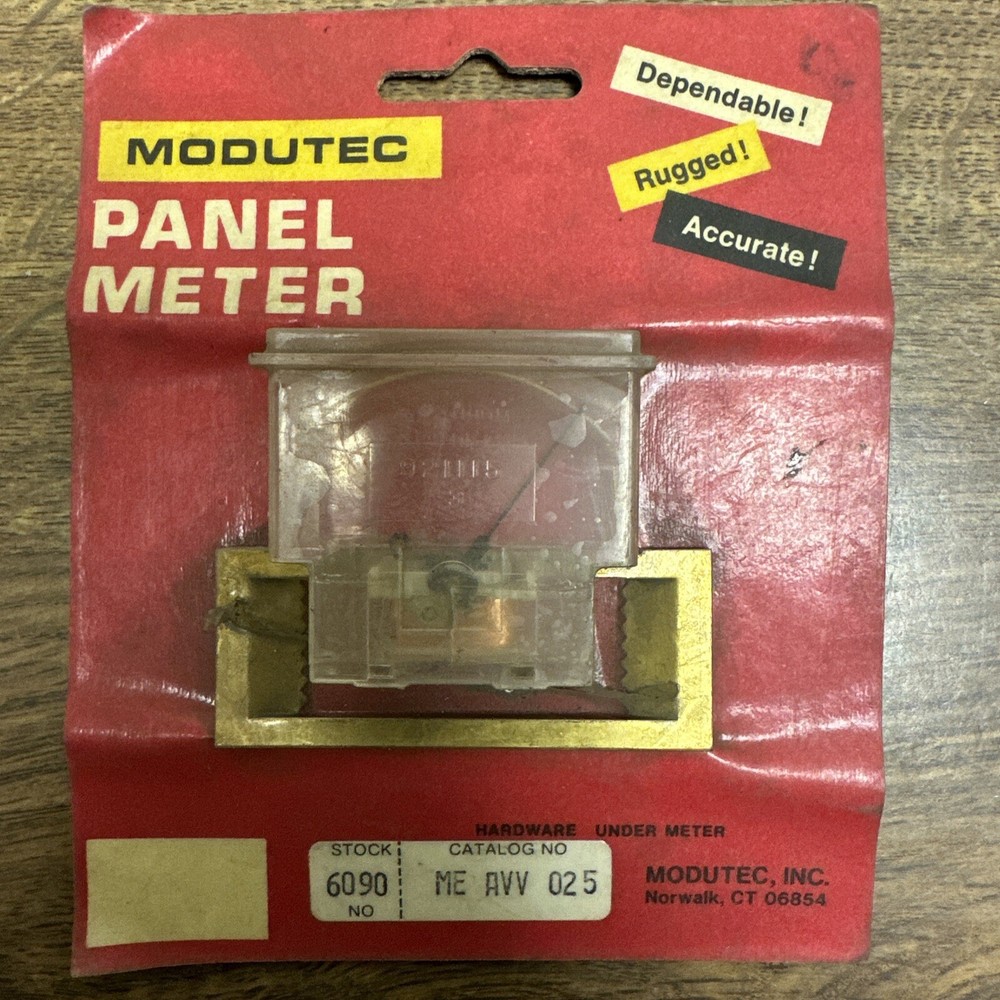 MODUTEC
PANEL
METER
Dependable!
Rugged!
Accurate!
HARDWARE UNDER METER
STOCK
6090
NO
CATALOG NO
ME AVV 025
MODUTEC, INC.
Norwalk, CT 06854